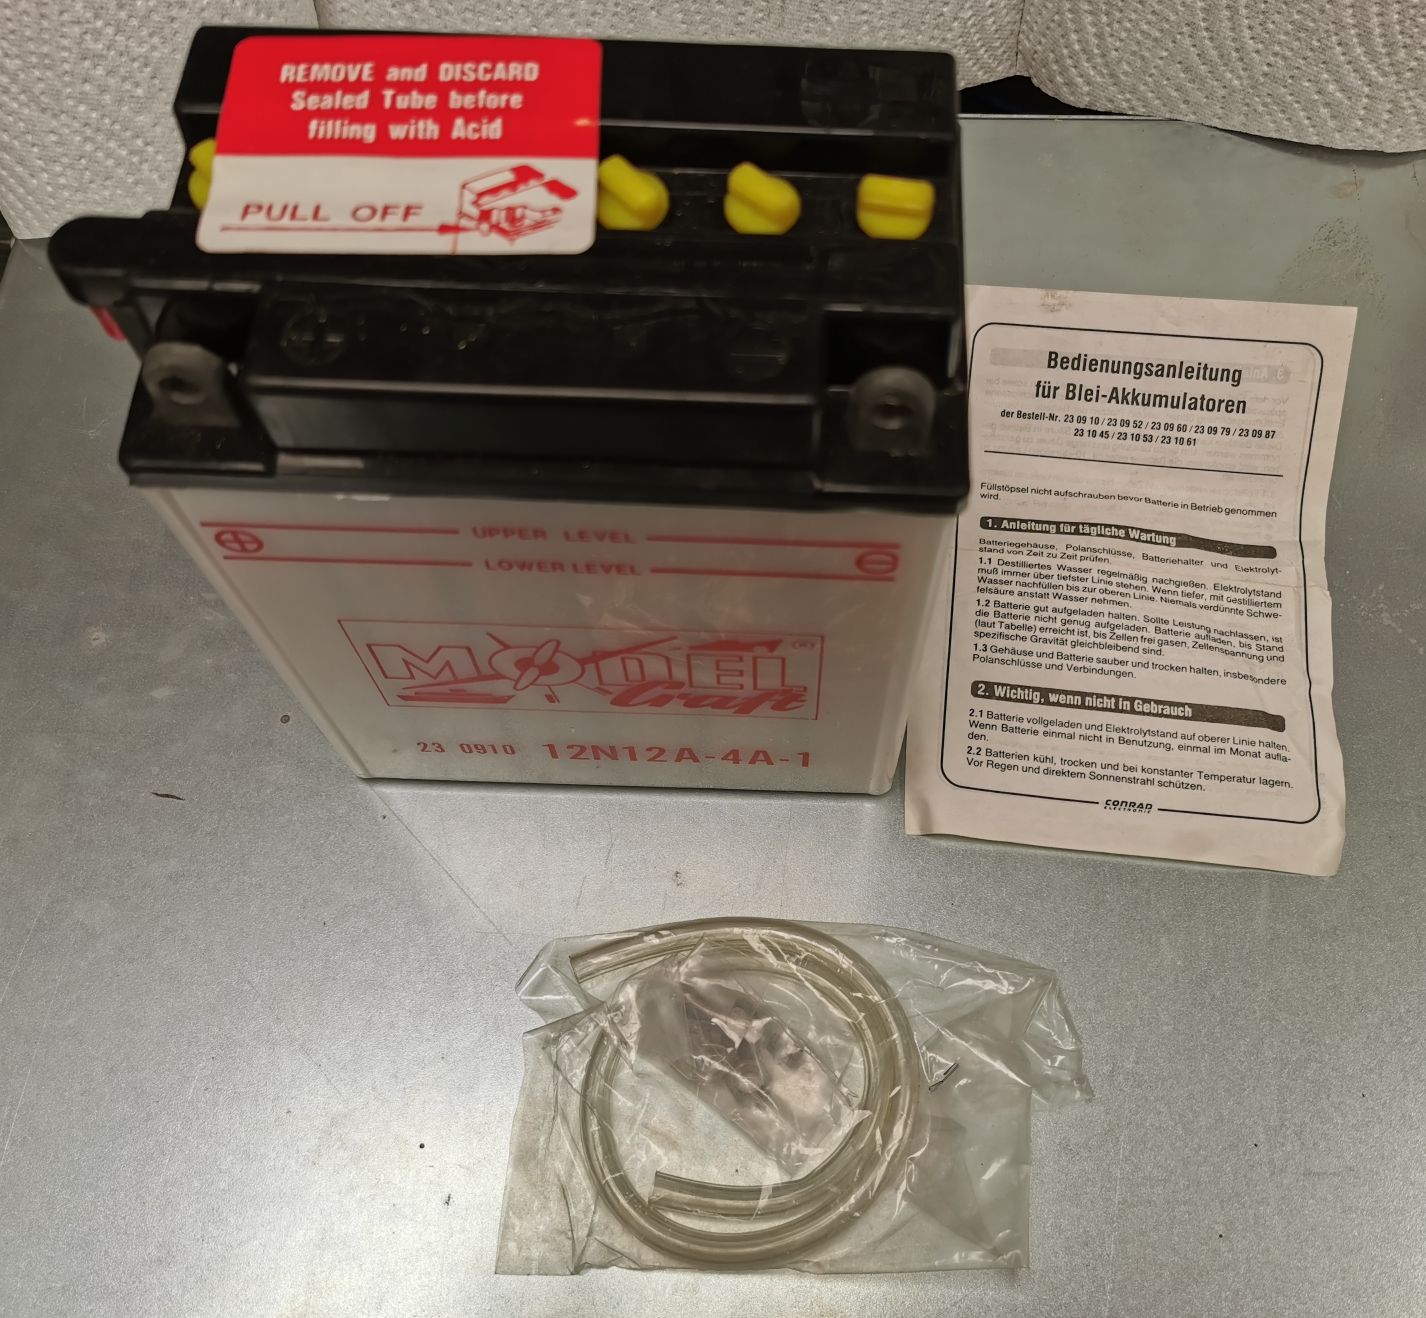 REMOVE and DISCARD
Sealed Tube before
filling with Acid
PULL OFF
UPPER LEVEL
LOWER LEVEL
MODEL
Craft
23 0910 12N12A-4A-1
Bedienungsanleitung
für Blei-Akkumulatoren
der Bestell-Nr. 23 09 10 / 23 09 52 / 23 09 60 / 23 09 79 / 23 09 87
23 10 45 / 23 10 53 / 23 10 61
Füllstöpsel nicht aufschrauben bevor Batterie in Betrieb genommen
wird.
1. Anleitung für tägliche Wartung
Batteriegehäuse, Polanschlüsse, Batteriehalter und Elektrolyt-
stand von Zeit zu Zeit prüfen.
1.1 Destilliertes Wasser regelmäßig nachgießen. Elektrolytstand
muß immer über tiefster Linie stehen. Wenn tiefer, mit destilliertem
Wasser nachfüllen bis zur oberen Linie. Niemals verdünnte Schwe-
felsäure anstatt Wasser nehmen.
1.2 Batterie gut aufgeladen halten. Sollte Leistung nachlassen, ist
die Batterie nicht genug aufgeladen. Batterie aufladen, bis Stand
(laut Tabelle) erreicht ist, bis Zellen frei gasen, Zellenspannung und
spezifische Gravität gleichbleibend sind.
1.3 Gehäuse und Batterie sauber und trocken halten, insbesondere
Polanschlüsse und Verbindungen.
2. Wichtig, wenn nicht in Gebrauch
2.1 Batterie vollgeladen und Elektrolytstand auf oberer Linie halten.
Wenn Batterie einmal nicht in Benutzung, einmal im Monat aufla-
den.
2.2 Batterien kühl, trocken und bei konstanter Temperatur lagern.
Vor Regen und direktem Sonnenstrahl schützen.
CONRAD
ELECTRONIC